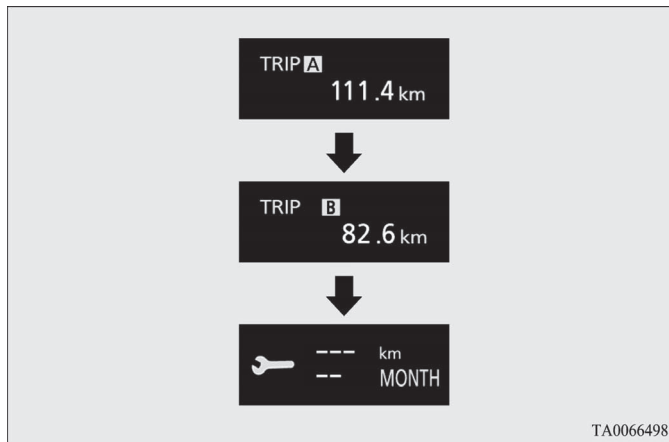 TRIP A
111.4 km
TRIP B
82.6 km
--- km
-- MONTH
TA0066498